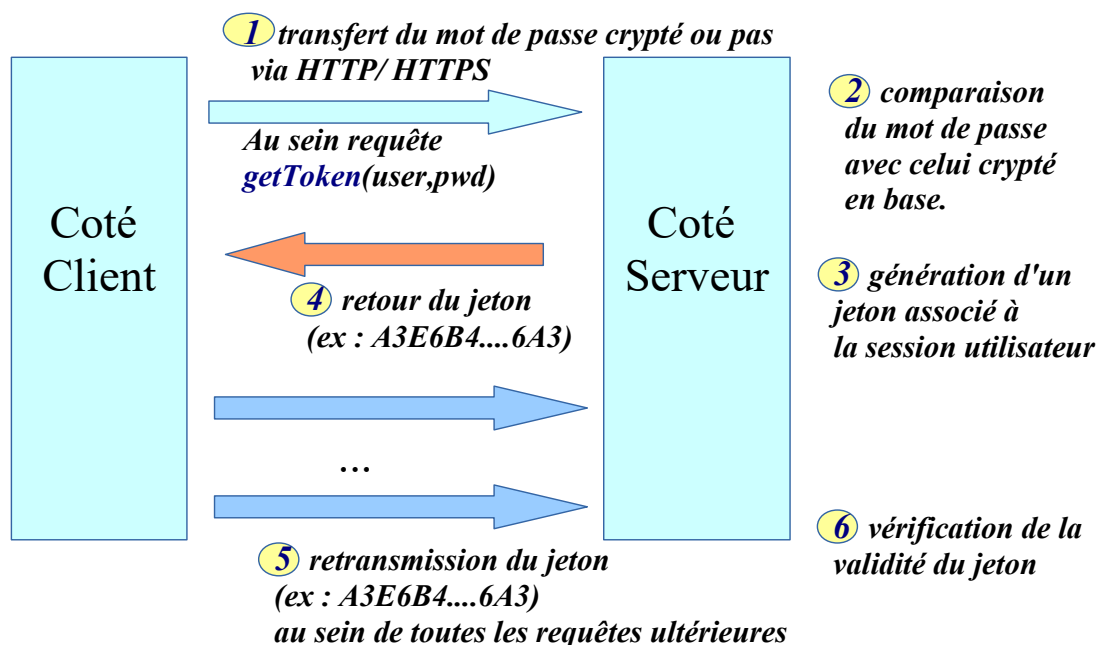 1 transfert du mot de passe crypté ou pas
via HTTP/ HTTPS
Au sein requête
getToken(user,pwd)
2 comparaison
du mot de passe
avec celui crypté
en base.
Coté
Client
Coté
Serveur
3 génération d'un
jeton associé à
la session utilisateur
4 retour du jeton
(ex : A3E6B4....6A3)
...
5 retransmission du jeton
(ex : A3E6B4....6A3)
au sein de toutes les requêtes ultérieures
6 vérification de la
validité du jeton